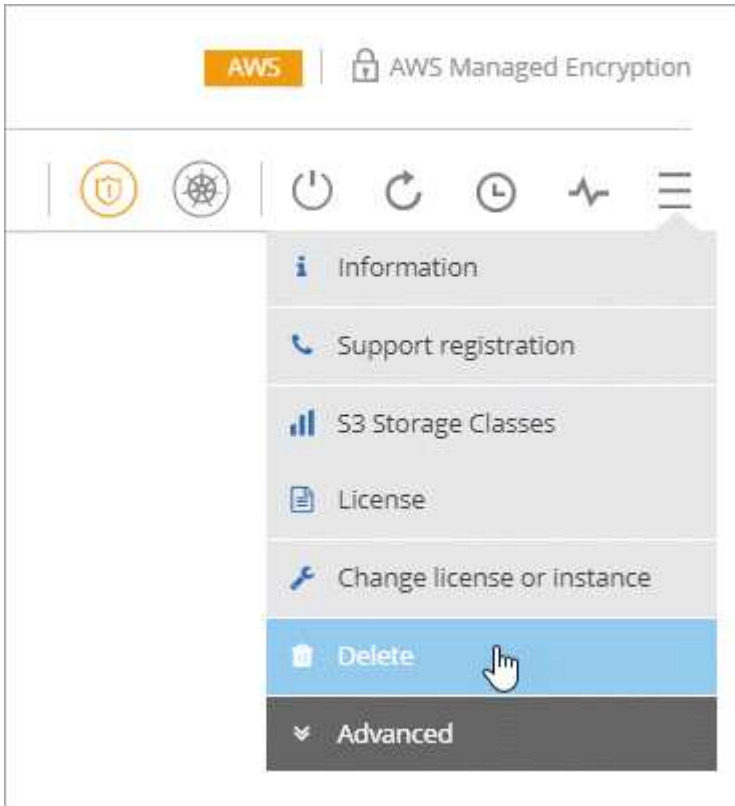 AWS
AWS Managed Encryption
Information
Support registration
S3 Storage Classes
License
Change license or instance
Delete
Advanced